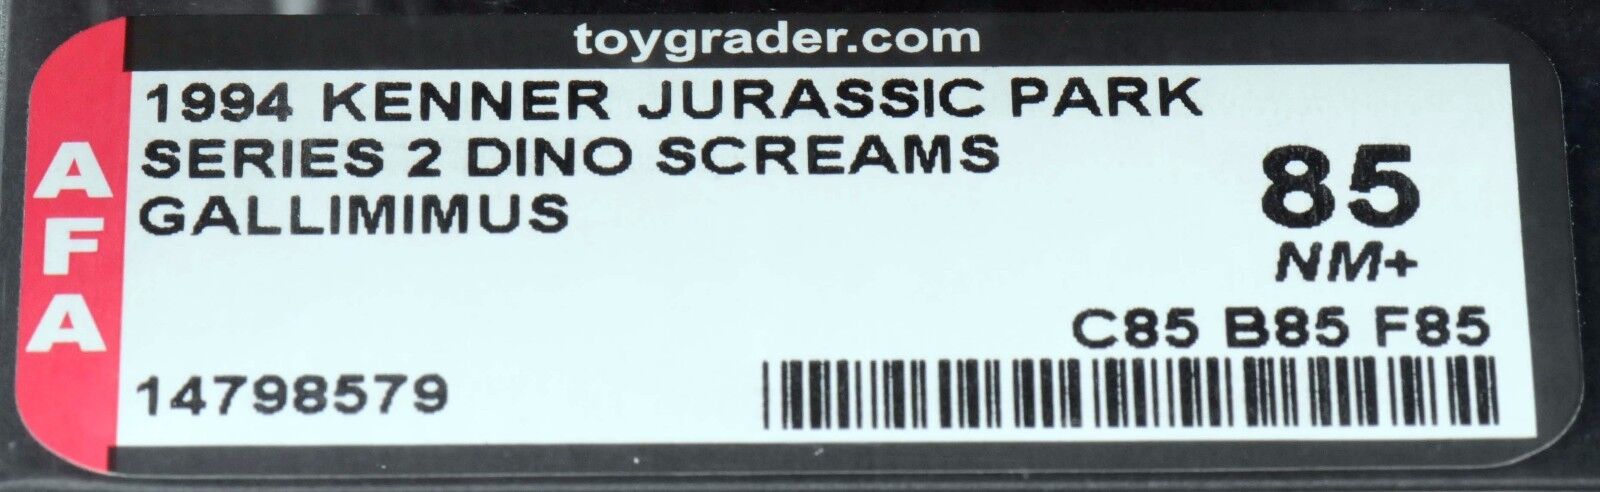 toygrader.com
AFA
1994 KENNER JURASSIC PARK
SERIES 2 DINO SCREAMS
GALLIMIMUS
85
NM+
C85 B85 F85
14798579